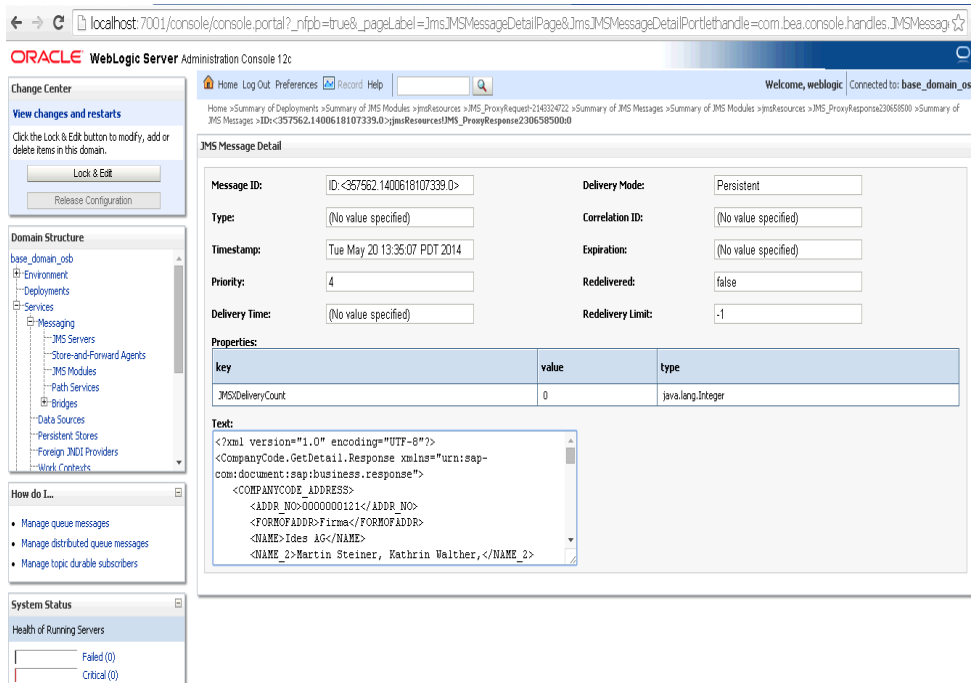 localhost:7001/console/console.portal?_nfpb=true&_pageLabel=JmsJMSMessageDetailPage&JmsJMSMessageDetailPortlethandle=com.bea.console.handles.JMSMessage
ORACLE WebLogic Server Administration Console 12c
Change Center
View changes and restarts
Click the Lock & Edit button to modify, add or
delete items in this domain.
Lock & Edit
Release Configuration
Domain Structure
base_domain_osb
Environment
Deployments
Services
Messaging
JMS Servers
Store-and-Forward Agents
JMS Modules
Path Services
Bridges
Data Sources
Persistent Stores
Foreign JNDI Providers
Work Contexts
How do I...
Manage queue messages
Manage distributed queue messages
Manage topic durable subscribers
System Status
Health of Running Servers
Failed (0)
Critical (0)
Home Log Out Preferences Record Help
Welcome, weblogic Connected to: base_domain_os
Home >Summary of Deployments >Summary of JMS Modules >jmsResources >JMS_ProxyRequest-2143324722 >Summary of JMS Messages >Summary of JMS Modules >jmsResources >JMS_ProxyResponse230658500 >Summary of
JMS Messages >ID:<357562.1400618107339.0>;jmsResources!JMS_ProxyResponse230658500:0
JMS Message Detail
Message ID: ID:<357562.1400618107339.0> Delivery Mode: Persistent
Type: (No value specified) Correlation ID: (No value specified)
Timestamp: Tue May 20 13:35:07 PDT 2014 Expiration: (No value specified)
Priority: 4 Redelivered: false
Delivery Time: (No value specified) Redelivery Limit: -1
Properties:
key value type
JMSXDeliveryCount 0 java.lang.Integer
Text:
<?xml version="1.0" encoding="UTF-8"?>
<CompanyCode.GetDetail.Response xmlns="urn:sap-
com:document:sap:business.response">
<COMPANYCODE_ADDRESS>
<ADDR_NO>0000000121</ADDR_NO>
<FORMOFADDR>Firma</FORMOFADDR>
<NAME>Ides AG</NAME>
<NAME_2>Martin Steiner, Kathrin Walther,</NAME_2>